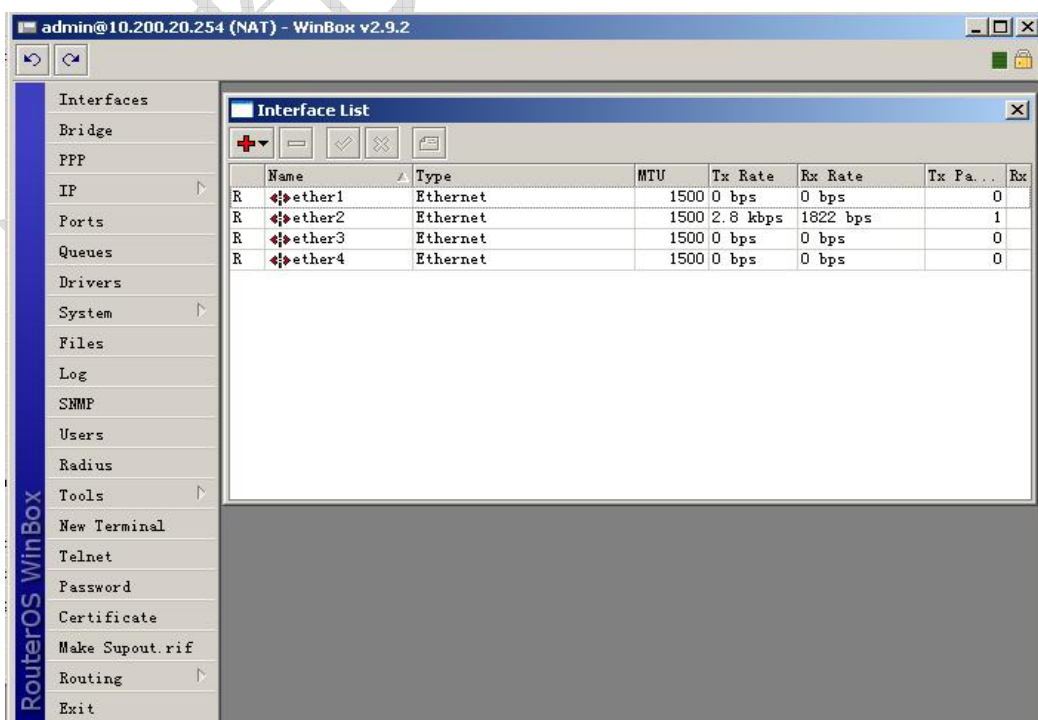 admin@10.200.20.254 (NAT) - WinBox v2.9.2
Interfaces
Bridge
PPP
IP
Ports
Queues
Drivers
System
Files
Log
SNMP
Users
Radius
Tools
New Terminal
Telnet
Password
Certificate
Make Supout.rif
Routing
Exit
RouterOS WinBox
Interface List
Name Type MTU Tx Rate Rx Rate Tx Pa... Rx
R ether1 Ethernet 1500 0 bps 0 bps 0
R ether2 Ethernet 1500 2.8 kbps 1822 bps 1
R ether3 Ethernet 1500 0 bps 0 bps 0
R ether4 Ethernet 1500 0 bps 0 bps 0